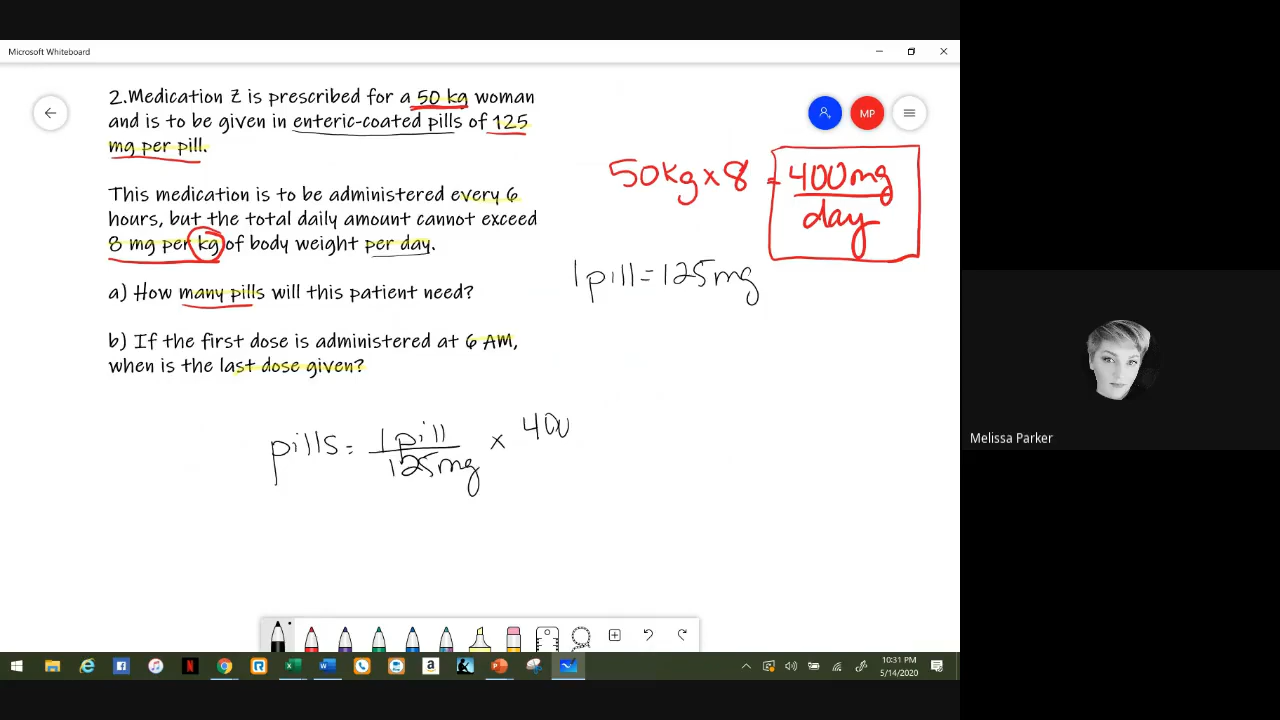 Microsoft Whiteboard
2.Medication Z is prescribed for a 50 kg woman
and is to be given in enteric-coated pills of 125
mg per pill.
This medication is to be administered every 6
hours, but the total daily amount cannot exceed
8 mg per kg of body weight per day.
a) How many pills will this patient need?
b) If the first dose is administered at 6 AM,
when is the last dose given?
MP
50kg x 8 = 400mg
day
1 pill = 125mg
pills = 1 pill x 400
125mg
Melissa Parker
10:31 PM
5/14/2020